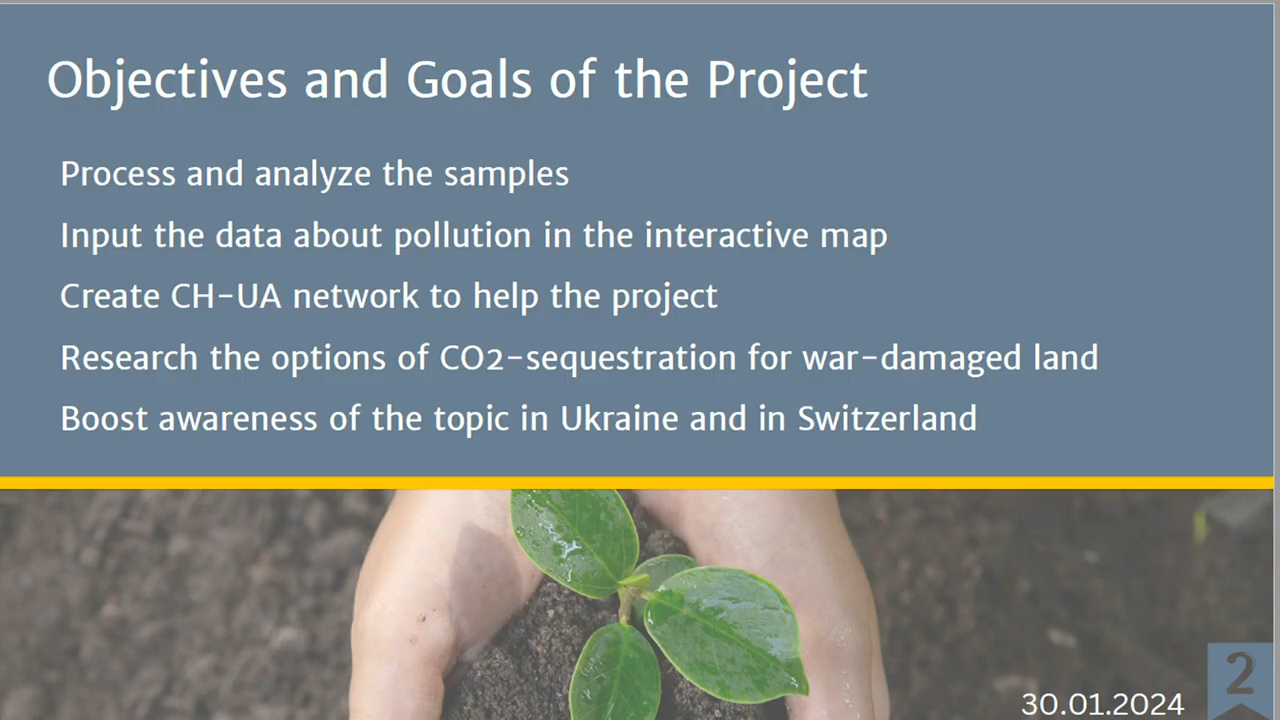 Objectives and Goals of the Project
Process and analyze the samples
Input the data about pollution in the interactive map
Create CH-UA network to help the project
Research the options of CO2-sequestration for war-damaged land
Boost awareness of the topic in Ukraine and in Switzerland
2
30.01.2024